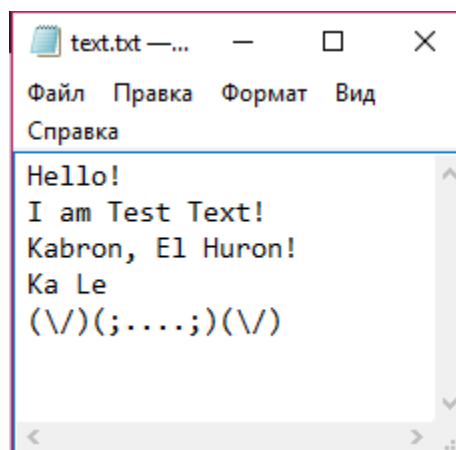 text.txt —...
Файл Правка Формат Вид
Справка
Hello!
I am Test Text!
Kabron, El Huron!
Ka Le
(\/)(;....;)(\/)